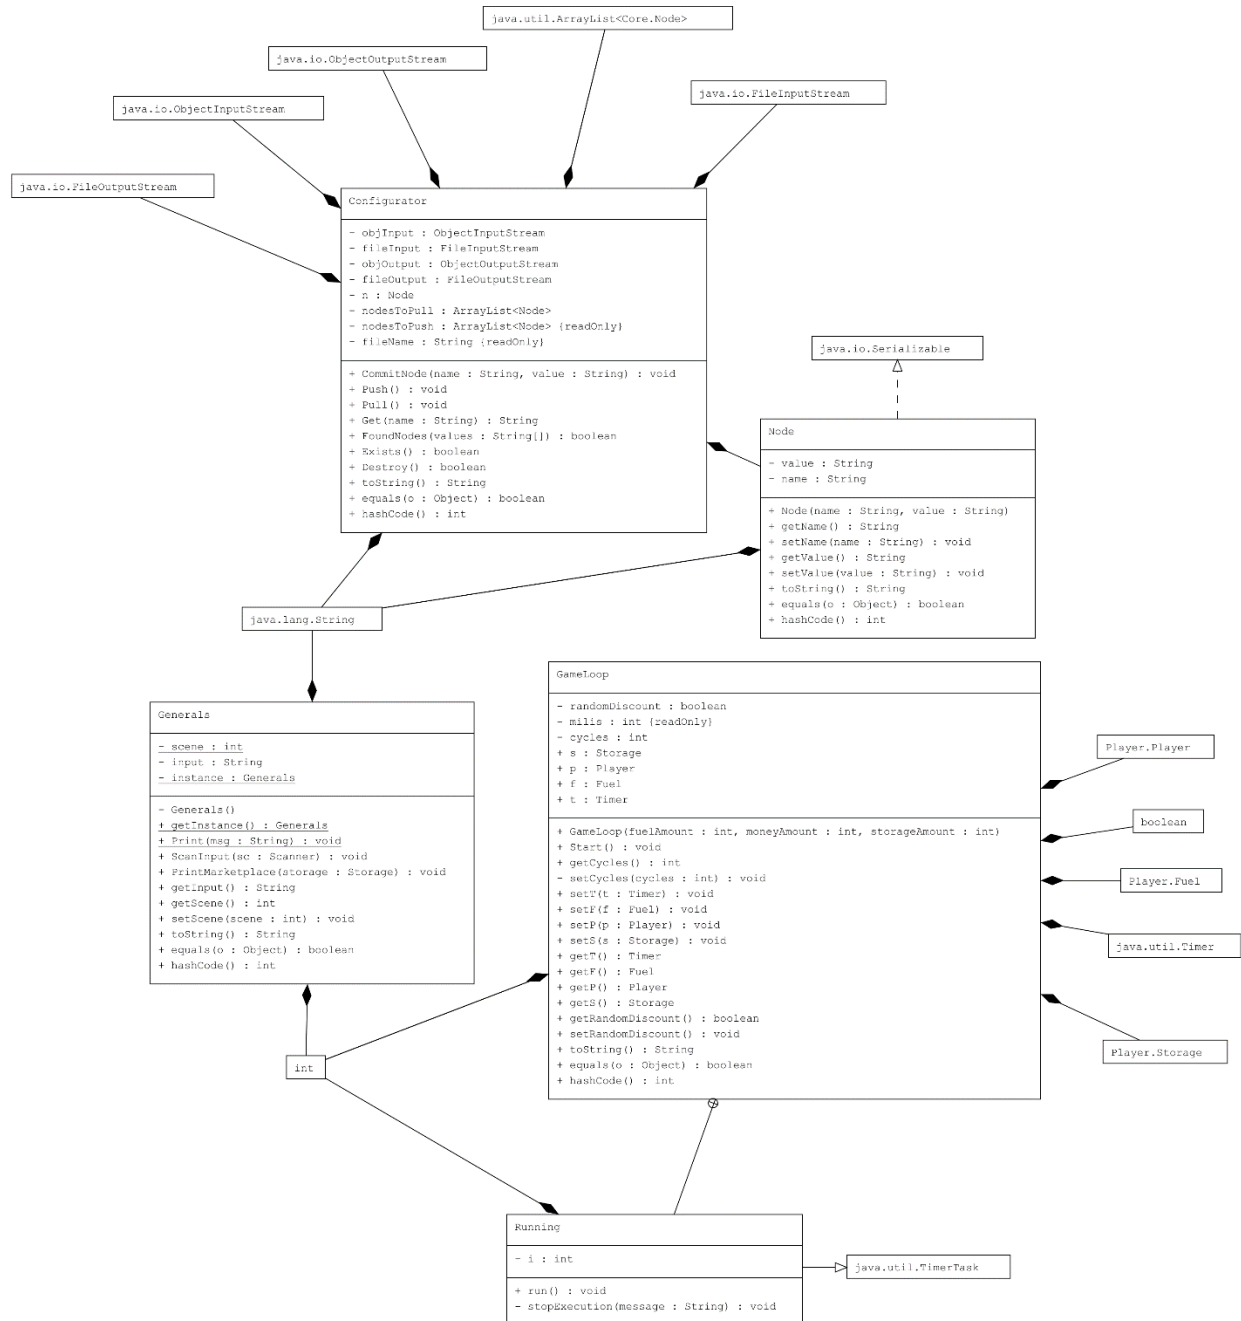 java.util.ArrayList<Core.Node>
java.io.ObjectOutputStream
java.io.FileInputStream
java.io.ObjectInputStream
java.io.FileOutputStream
Configurator
- objInput : ObjectInputStream
- fileInput : FileInputStream
- objOutput : ObjectOutputStream
- fileOutput : FileOutputStream
- n : Node
- nodesToPull : ArrayList<Node>
- nodesToPush : ArrayList<Node> {readOnly}
- fileName : String {readOnly}
+ CommitNode(name : String, value : String) : void
+ Push() : void
+ Pull() : void
+ Get(name : String) : String
+ FoundNodes(values : String[]) : boolean
+ Exists() : boolean
+ Destroy() : boolean
+ toString() : String
+ equals(o : Object) : boolean
+ hashCode() : int
java.io.Serializable
Node
- value : String
- name : String
+ Node(name : String, value : String)
+ getName() : String
+ setName(name : String) : void
+ getValue() : String
+ setValue(value : String) : void
+ toString() : String
+ equals(o : Object) : boolean
+ hashCode() : int
java.lang.String
Generals
- scene : int
- input : String
- instance : Generals
- Generals()
+ getInstance() : Generals
+ Print(msg : String) : void
+ ScanInput(sc : Scanner) : void
+ PrintMarketplace(storage : Storage) : void
+ getInput() : String
+ getScene() : int
+ setScene(scene : int) : void
+ toString() : String
+ equals(o : Object) : boolean
+ hashCode() : int
GameLoop
- randomDiscount : boolean
- milis : int {readOnly}
- cycles : int
+ s : Storage
+ p : Player
+ f : Fuel
+ t : Timer
+ GameLoop(fuelAmount : int, moneyAmount : int, storageAmount : int)
+ Start() : void
+ getCycles() : int
- setCycles(cycles : int) : void
+ setT(t : Timer) : void
+ setF(f : Fuel) : void
+ setP(p : Player) : void
+ setS(s : Storage) : void
+ getT() : Timer
+ getF() : Fuel
+ getP() : Player
+ getS() : Storage
+ getRandomDiscount() : boolean
+ setRandomDiscount() : void
+ toString() : String
+ equals(o : Object) : boolean
+ hashCode() : int
Player.Player
boolean
Player.Fuel
java.util.Timer
Player.Storage
int
Running
- i : int
+ run() : void
- stopExecution(message : String) : void
java.util.TimerTask